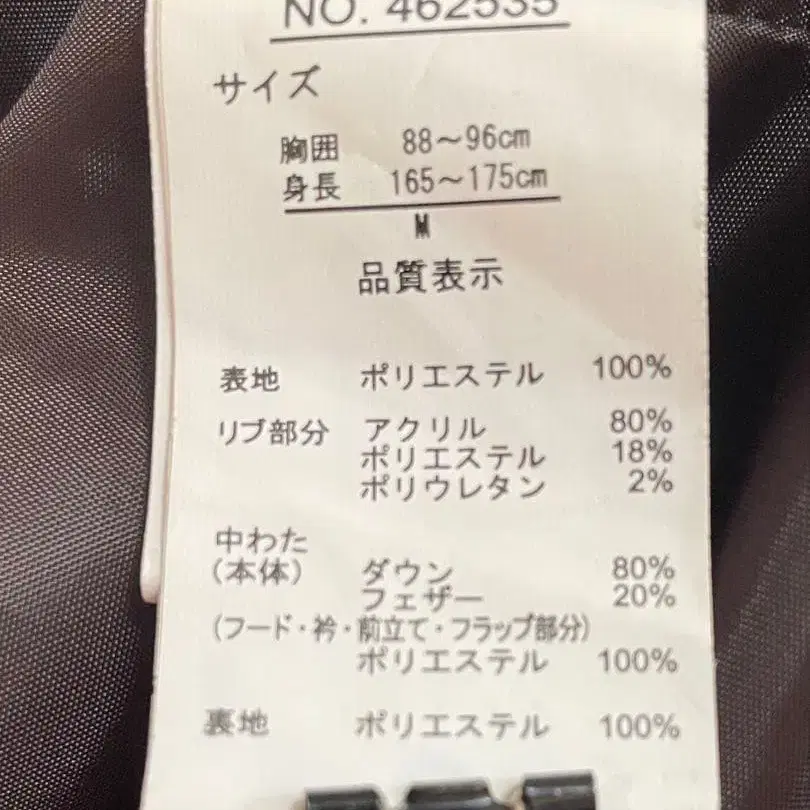 NO. 462535
サイズ
胸囲 88～96cm
身長 165～175cm
M
品質表示
表地 ポリエステル 100%
リブ部分 アクリル 80%
ポリエステル 18%
ポリウレタン 2%
中わた
(本体) ダウン 80%
フェザー 20%
(フード・衿・前立て・フラップ部分)
ポリエステル 100%
裏地 ポリエステル 100%